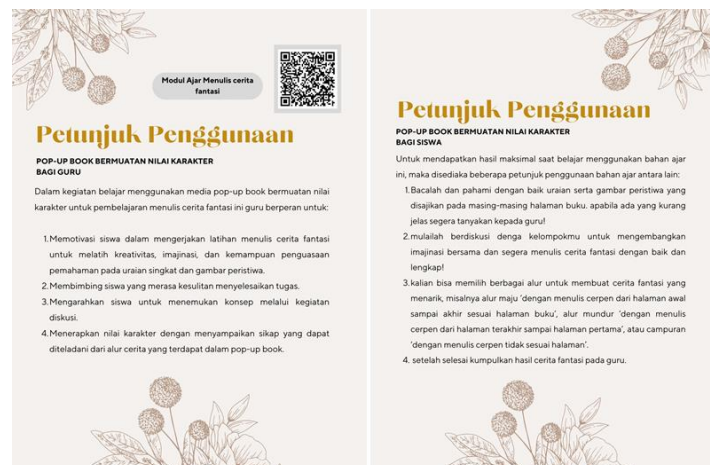 Modul Ajar Menulis cerita
fantasi
Petunjuk Penggunaan
POP-UP BOOK BERMUATAN NILAI KARAKTER
BAGI GURU
Dalam kegiatan belajar menggunakan media pop-up book bermuatan nilai
karakter untuk pembelajaran menulis cerita fantasi ini guru berperan untuk:
1.Memotivasi siswa dalam mengerjakan latihan menulis cerita fantasi
untuk melatih kreativitas, imajinasi, dan kemampuan penguasaan
pemahaman pada uraian singkat dan gambar peristiwa.
2.Membimbing siswa yang merasa kesulitan menyelesaikan tugas.
3.Mengarahkan siswa untuk menemukan konsep melalui kegiatan
diskusi.
4.Menerapkan nilai karakter dengan menyampaikan sikap yang dapat
diteladani dari alur cerita yang terdapat dalam pop-up book.
Petunjuk Penggunaan
POP-UP BOOK BERMUATAN NILAI KARAKTER
BAGI SISWA
Untuk mendapatkan hasil maksimal saat belajar menggunakan bahan ajar
ini, maka disediaka beberapa petunjuk penggunaan bahan ajar antara lain:
1.Bacalah dan pahami dengan baik uraian serta gambar peristiwa yang
disajikan pada masing-masing halaman buku. apabila ada yang kurang
jelas segera tanyakan kepada guru!
2.mulailah berdiskusi denga kelompokmu untuk mengembangkan
imajinasi bersama dan segera menulis cerita fantasi dengan baik dan
lengkap!
3.kalian bisa memilih berbagai alur untuk membuat cerita fantasi yang
menarik, misalnya alur maju 'dengan menulis cerpen dari halaman awal
sampai akhir sesuai halaman buku', alur mundur 'dengan menulis
cerpen dari halaman terakhir sampai halaman pertama', atau campuran
'dengan menulis cerpen tidak sesuai halaman'.
4. setelah selesai kumpulkan hasil cerita fantasi pada guru.